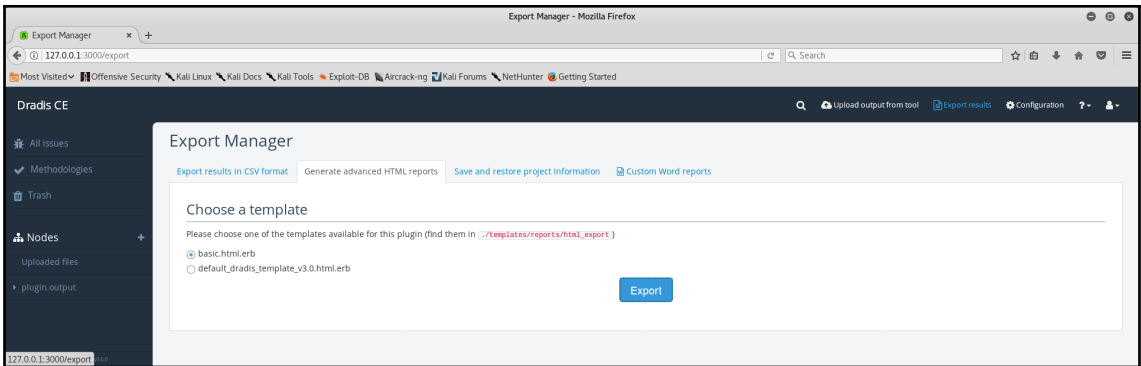 Export Manager - Mozilla Firefox
Export Manager × +
127.0.0.1:3000/export Search
Most Visited Offensive Security Kali Linux Kali Docs Kali Tools Exploit-DB Aircrack-ng Kali Forums NetHunter Getting Started
Dradis CE Upload output from tool Export results Configuration ?
All issues
Methodologies
Trash
Nodes +
Uploaded files
plugin.output
Export Manager
Export results in CSV format Generate advanced HTML reports Save and restore project information Custom Word reports
Choose a template
Please choose one of the templates available for this plugin (find them in ./templates/reports/html_export)
basic.html.erb
default_dradis_template_v3.0.html.erb
Export
127.0.0.1:3000/export